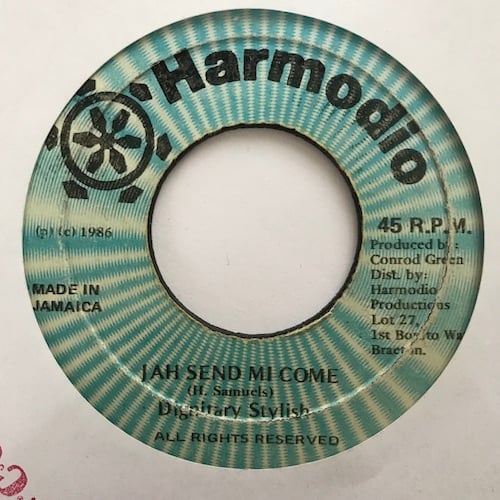 Harmodio
(p) (c) 1986
MADE IN
JAMAICA
45 R.P.M.
Produced by:
Conrod Green
Dist. by:
Harmodio
Productions
Lot 27,
1st
JAH SEND MI COME
(H. Samuels)
Dignitary Stylish
ALL RIGHTS RESERVED